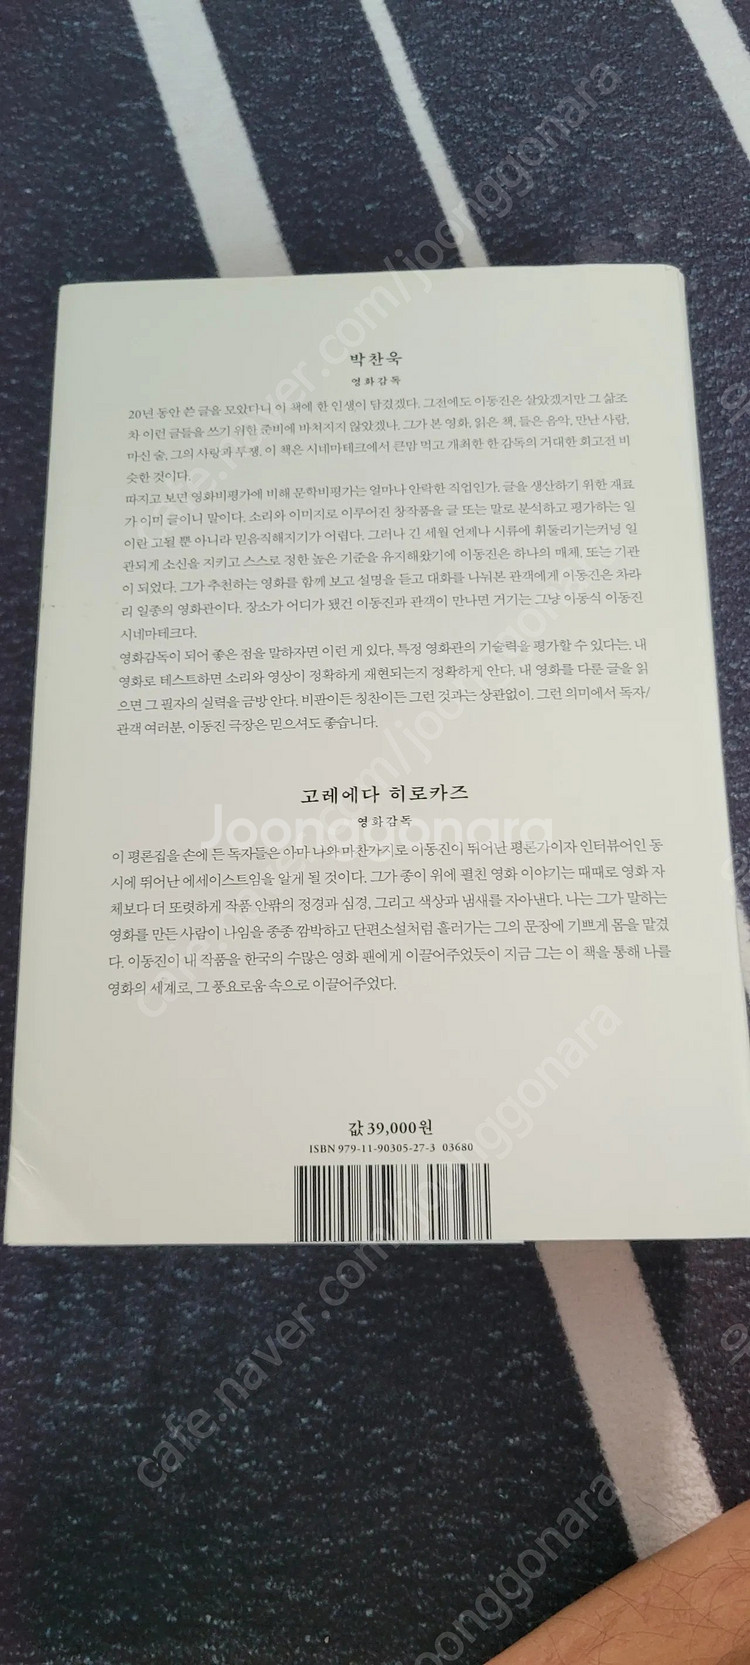 박찬욱
영화감독
20년 동안 쓴 글을 모았다니 이 책에 한 인생이 담겼겠다. 그전에도 이동진은 살았겠지만 그 삶조
차 이런 글들을 쓰기 위한 준비에 바쳐지지 않았겠나. 그가 본 영화, 읽은 책, 들은 음악, 만난 사람,
마신 술, 그의 사랑과 투쟁. 이 책은 시네마테크에서 큰맘 먹고 개최한 한 감독의 거대한 회고전 비
슷한 것이다.
따지고 보면 영화비평가에 비해 문학비평가는 얼마나 안락한 직업인가. 글을 생산하기 위한 재료
가 이미 글이니 말이다. 소리와 이미지로 이루어진 창작품을 글 또는 말로 분석하고 평가하는 일
이란 고될 뿐 아니라 믿음직해지기가 어렵다. 그러나 긴 세월 언제나 시류에 휘둘리기는커녕 일
관되게 소신을 지키고 스스로 정한 높은 기준을 유지해왔기에 이동진은 하나의 매체, 또는 기관
이 되었다. 그가 추천하는 영화를 함께 보고 설명을 듣고 대화를 나눠본 관객에게 이동진은 차라
리 일종의 영화관이다. 장소가 어디가 됐건 이동진과 관객이 만나면 거기는 그냥 이동식 이동진
시네마테크다.
영화감독이 되어 좋은 점을 말하자면 이런 게 있다, 특정 영화관의 기술력을 평가할 수 있다는. 내
영화로 테스트하면 소리와 영상이 정확하게 재현되는지 정확하게 안다. 내 영화를 다룬 글을 읽
으면 그 필자의 실력을 금방 안다. 비판이든 칭찬이든 그런 것과는 상관없이. 그런 의미에서 독자/
관객 여러분, 이동진 극장은 믿으셔도 좋습니다.
고레에다 히로카즈
영화감독
이 평론집을 손에 든 독자들은 아마 나와 마찬가지로 이동진이 뛰어난 평론가이자 인터뷰어인 동
시에 뛰어난 에세이스트임을 알게 될 것이다. 그가 종이 위에 펼친 영화 이야기는 때때로 영화 자
체보다 더 또렷하게 작품 안팎의 정경과 심경, 그리고 색상과 냄새를 자아낸다. 나는 그가 말하는
영화를 만든 사람이 나임을 종종 깜박하고 단편소설처럼 흘러가는 그의 문장에 기쁘게 몸을 맡겼
다. 이동진이 내 작품을 한국의 수많은 영화 팬에게 이끌어주었듯이 지금 그는 이 책을 통해 나를
영화의 세계로, 그 풍요로움 속으로 이끌어주었다.
값 39,000원
ISBN 979-11-90305-27-3 03680
Joonggonara
cafe.naver.com/joonggonara
cafe.naver.com/joonggonara
cafe.naver.com/joonggonara
cafe.naver.com/joonggonara
joonggonara